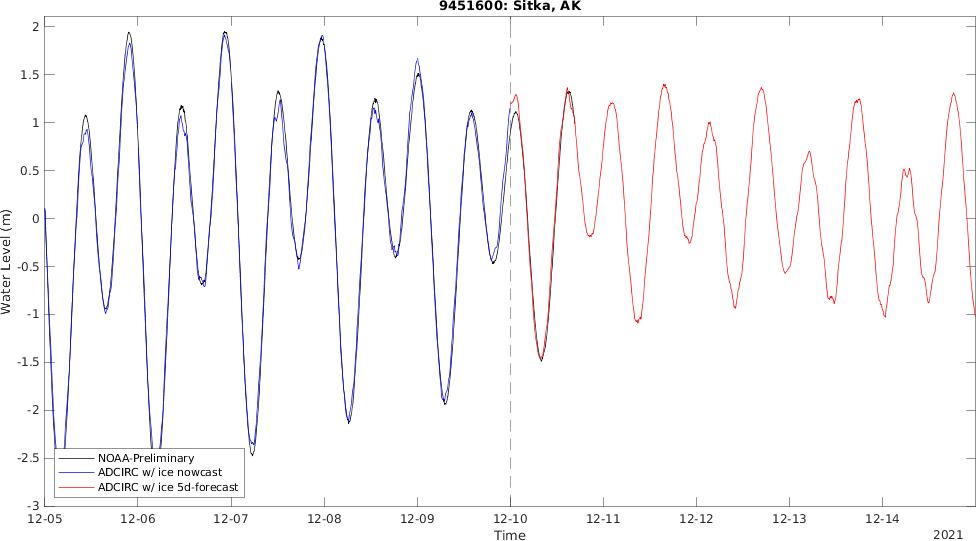 9451600: Sitka, AK
2
1.5
1
0.5
0
-0.5
-1
-1.5
-2
-2.5
-3
Water Level (m)
NOAA-Preliminary
ADCIRC w/ ice nowcast
ADCIRC w/ ice 5d-forecast
12-05 12-06 12-07 12-08 12-09 12-10 12-11 12-12 12-13 12-14
Time
2021